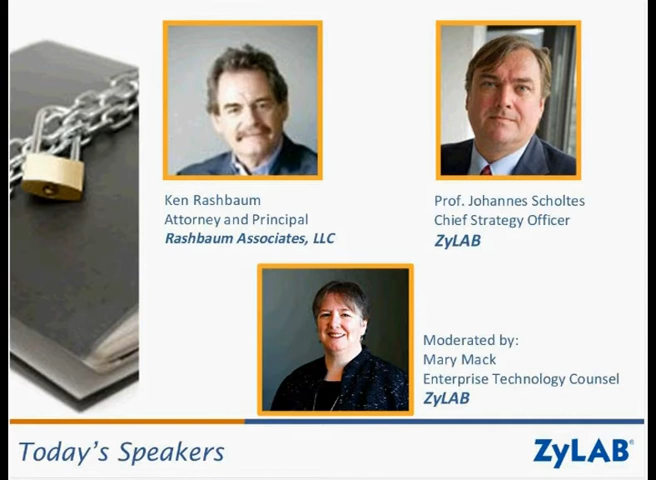 Ken Rashbaum
Attorney and Principal
Rashbaum Associates, LLC
Prof. Johannes Scholtes
Chief Strategy Officer
ZyLAB
Moderated by:
Mary Mack
Enterprise Technology Counsel
ZyLAB
Today's Speakers
ZyLAB®